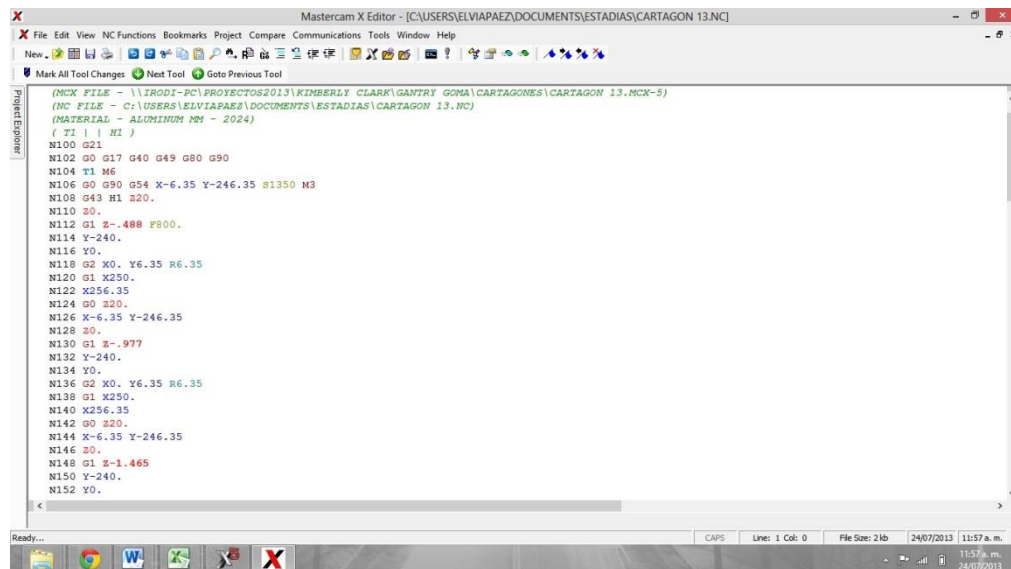 Mastercam X Editor - [C:\USERS\ELVIAPAEZ\DOCUMENTS\ESTADIAS\CARTAGON 13.NC]
File Edit View NC Functions Bookmarks Project Compare Communications Tools Window Help
New
Mark All Tool Changes Next Tool Goto Previous Tool
Project Explorer
(MCX FILE - \\IRODI-PC\PROYECTOS2013\KIMBERLY CLARK\GANTRY GOMA\CARTAGONES\CARTAGON 13.MCX-5)
(NC FILE - C:\USERS\ELVIAPAEZ\DOCUMENTS\ESTADIAS\CARTAGON 13.NC)
(MATERIAL - ALUMINUM MM - 2024)
( T1 | | H1 )
N100 G21
N102 G0 G17 G40 G49 G80 G90
N104 T1 M6
N106 G0 G90 G54 X-6.35 Y-246.35 S1350 M3
N108 G43 H1 Z20.
N110 Z0.
N112 G1 Z-.488 F800.
N114 Y-240.
N116 Y0.
N118 G2 X0. Y6.35 R6.35
N120 G1 X250.
N122 X256.35
N124 G0 Z20.
N126 X-6.35 Y-246.35
N128 Z0.
N130 G1 Z-.977
N132 Y-240.
N134 Y0.
N136 G2 X0. Y6.35 R6.35
N138 G1 X250.
N140 X256.35
N142 G0 Z20.
N144 X-6.35 Y-246.35
N146 Z0.
N148 G1 Z-1.465
N150 Y-240.
N152 Y0.
Ready...
CAPS Line: 1 Col: 0 File Size: 2 kb 24/07/2013 11:57 a. m.
11:57 a. m.
24/07/2013